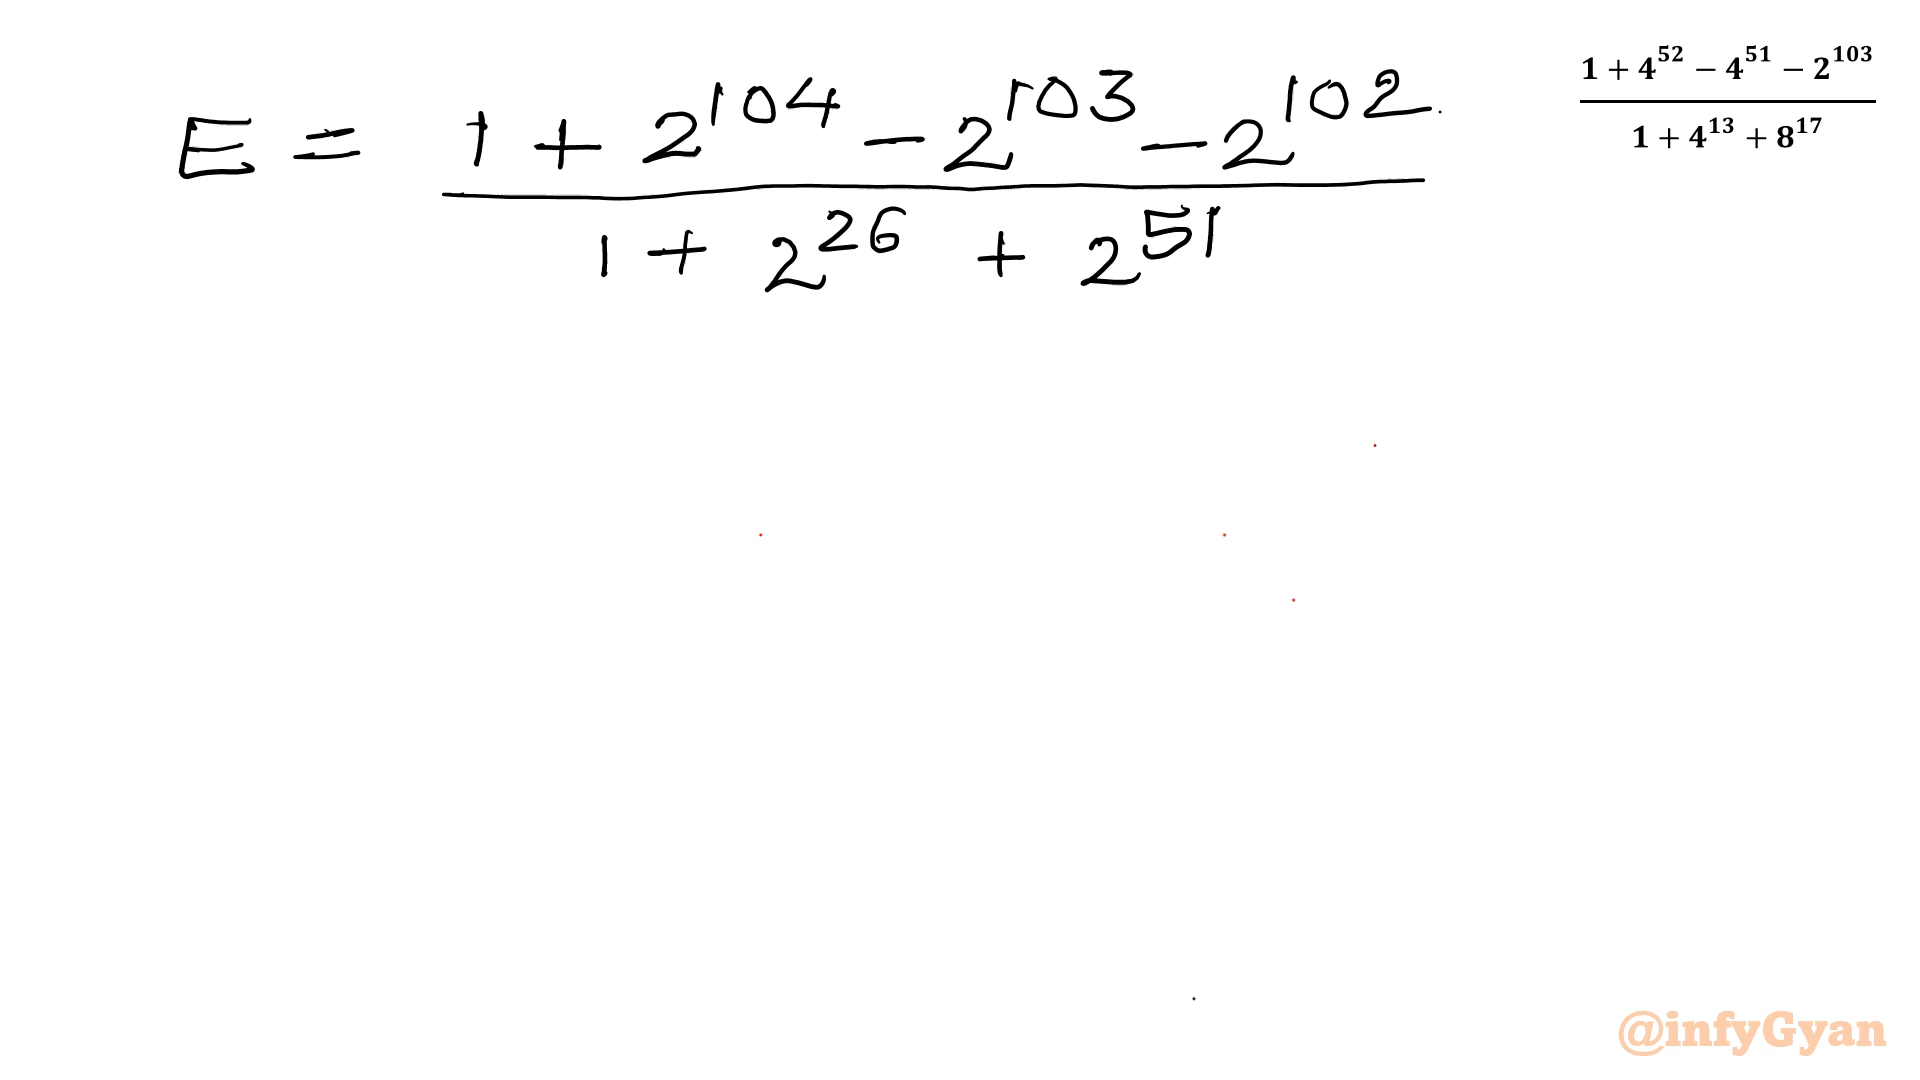 E = (1 + 2^104 - 2^103 - 2^102) / (1 + 2^26 + 2^51)
(1 + 4^52 − 4^51 − 2^103) / (1 + 4^13 + 8^17)
@infyGyan